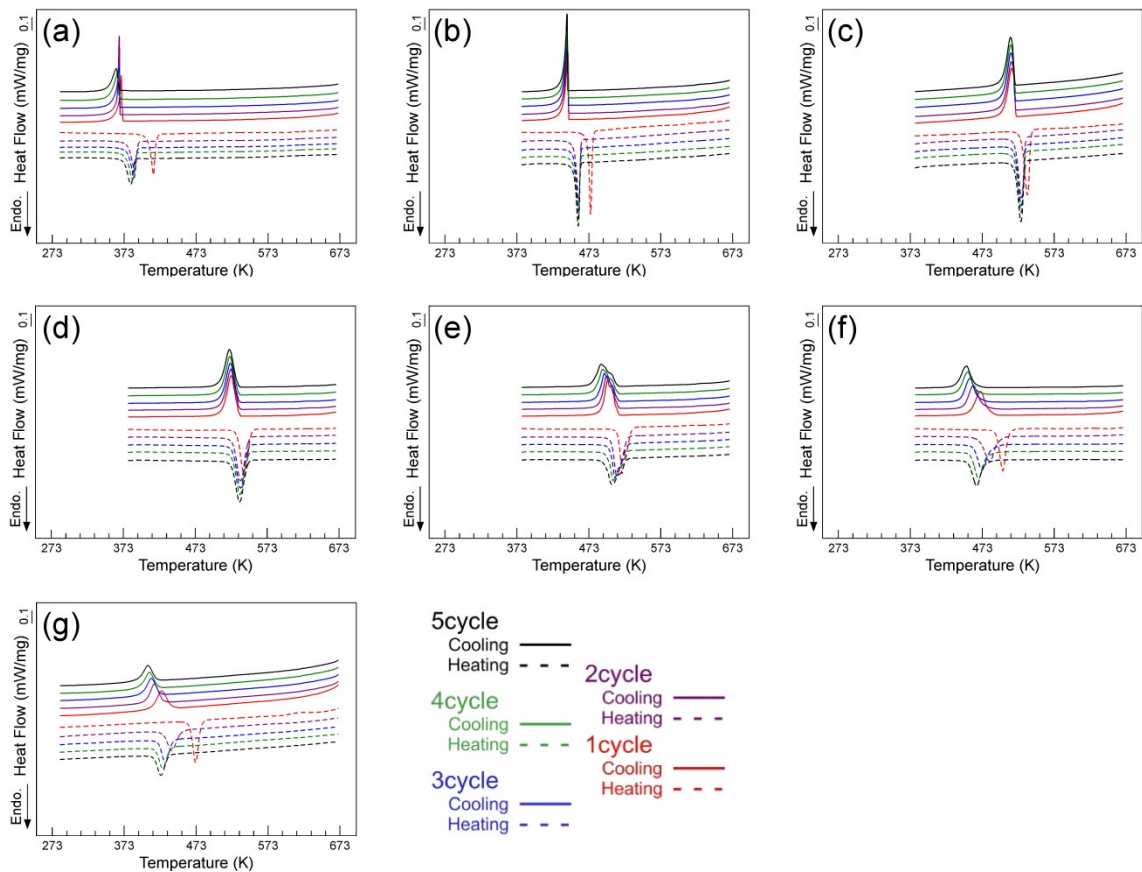 (a)
0.1
Heat Flow (mW/mg)
Endo.
273 373 473 573 673
Temperature (K)
(b)
0.1
Heat Flow (mW/mg)
Endo.
273 373 473 573 673
Temperature (K)
(c)
0.1
Heat Flow (mW/mg)
Endo.
273 373 473 573 673
Temperature (K)
(d)
0.1
Heat Flow (mW/mg)
Endo.
273 373 473 573 673
Temperature (K)
(e)
0.1
Heat Flow (mW/mg)
Endo.
273 373 473 573 673
Temperature (K)
(f)
0.1
Heat Flow (mW/mg)
Endo.
273 373 473 573 673
Temperature (K)
(g)
0.1
Heat Flow (mW/mg)
Endo.
273 373 473 573 673
Temperature (K)
5cycle
Cooling
Heating
4cycle
Cooling
Heating
3cycle
Cooling
Heating
2cycle
Cooling
Heating
1cycle
Cooling
Heating